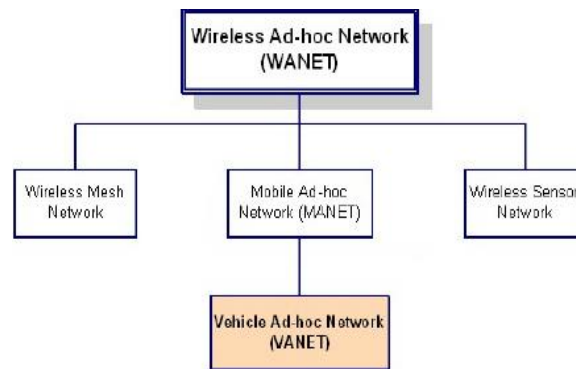 Wireless Ad-hoc Network
(WANET)
Wireless Mesh
Network
Mobile Ad-hoc
Network (MANET)
Wireless Sensor
Network
Vehicle Ad-hoc Network
(VANET)